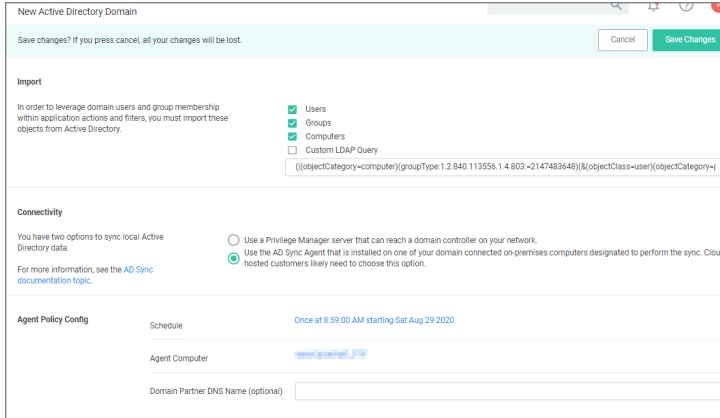 New Active Directory Domain
Save changes? If you press cancel, all your changes will be lost.
Cancel
Save Changes
Import
In order to leverage domain users and group membership
within application actions and filters, you must import these
objects from Active Directory.
Users
Groups
Computers
Custom LDAP Query
(|(objectCategory=computer)(groupType:1.2.840.113556.1.4.803:=2147483648)(&(objectClass=user)(objectCategory=
Connectivity
You have two options to sync local Active
Directory data.
For more information, see the AD Sync
documentation topic.
Use a Privilege Manager server that can reach a domain controller on your network.
Use the AD Sync Agent that is installed on one of your domain connected on-premises computers designated to perform the sync. Clou
hosted customers likely need to choose this option.
Agent Policy Config
Schedule
Once at 8:59:00 AM starting Sat Aug 29 2020
Agent Computer
Domain Partner DNS Name (optional)